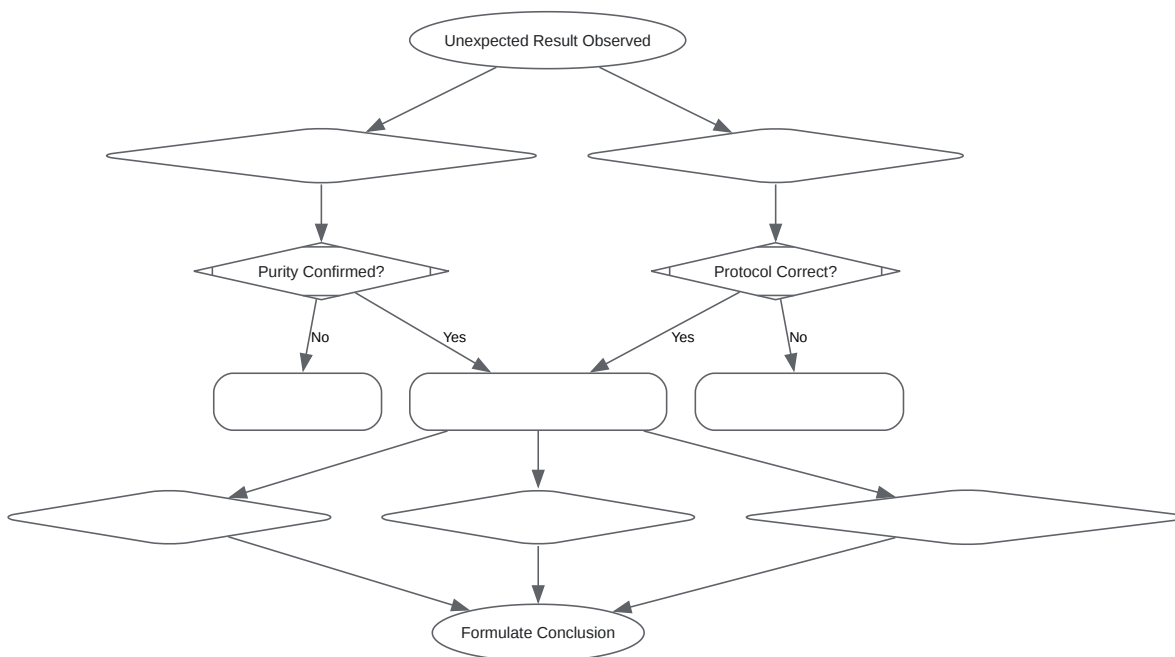 Unexpected Result Observed
Purity Confirmed?
Protocol Correct?
No
Yes
Yes
No
Formulate Conclusion